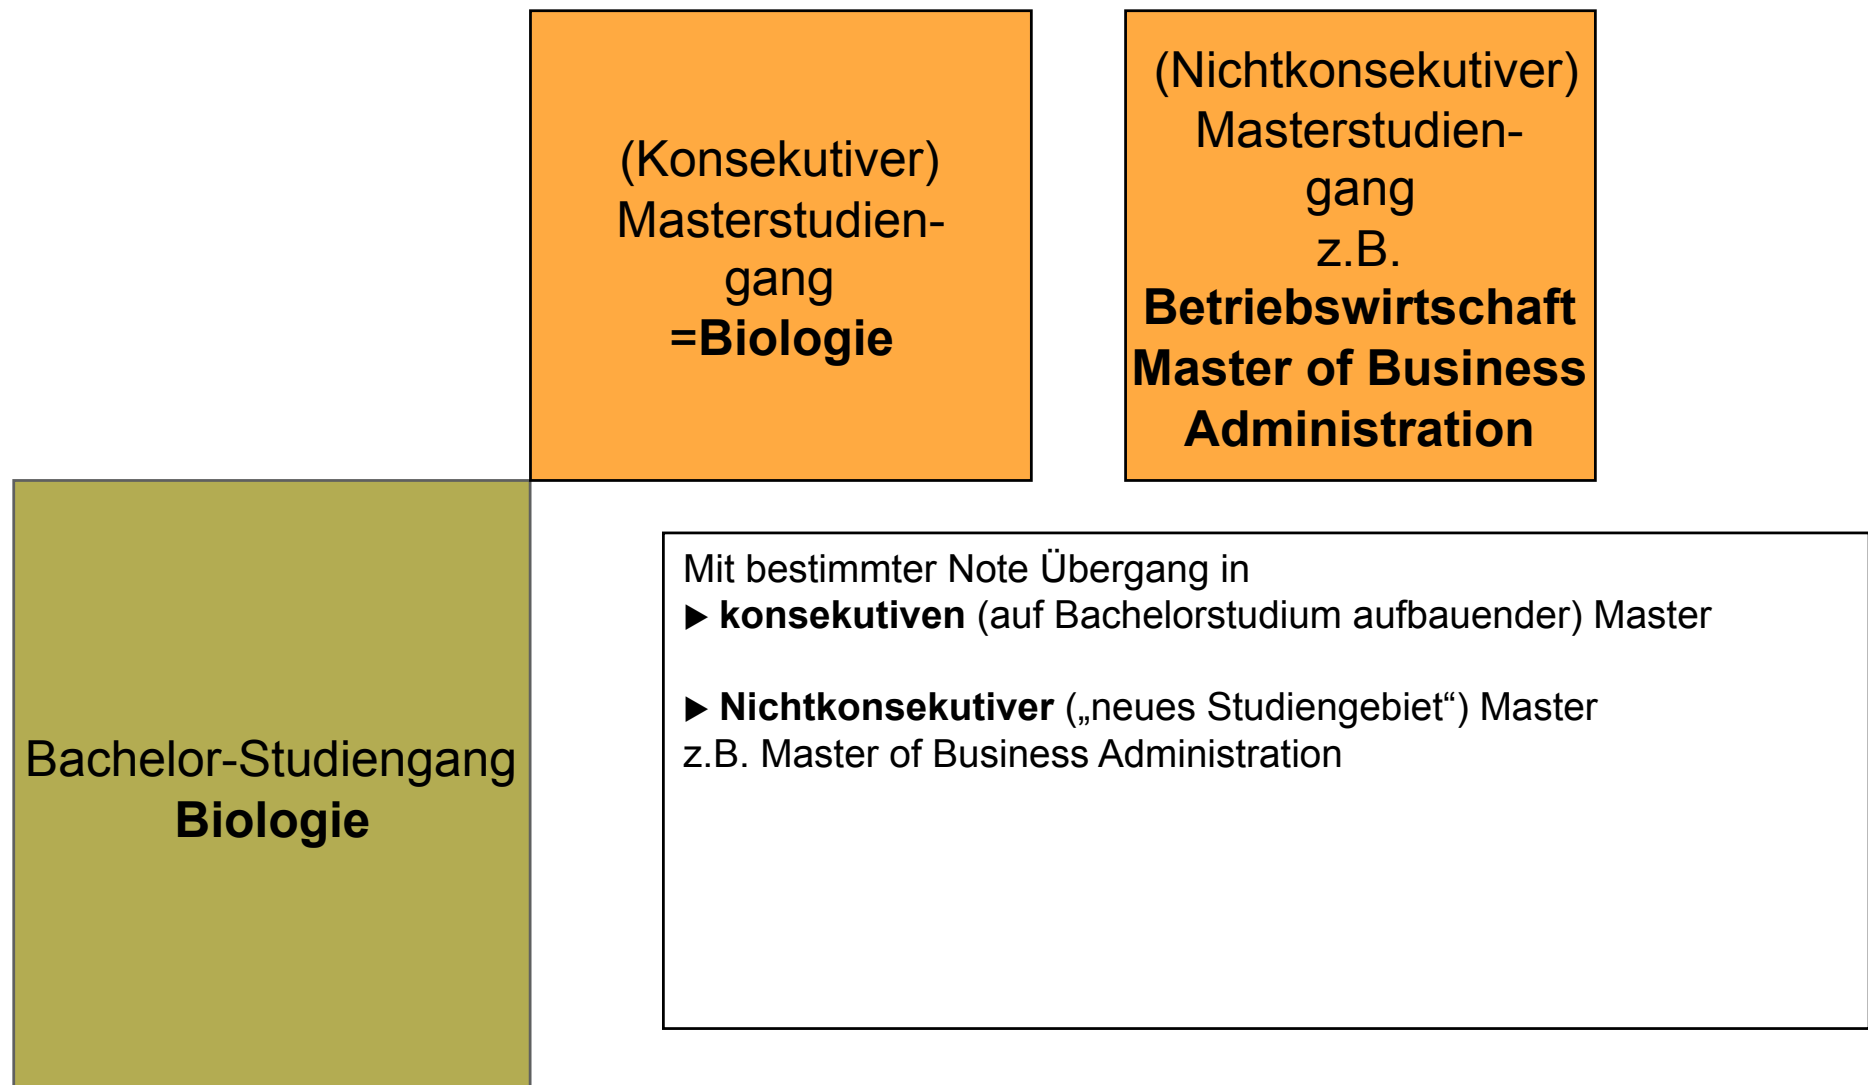 (Konsekutiver)
Masterstudien-
gang
=Biologie
(Nichtkonsekutiver)
Masterstudien-
gang
z.B.
Betriebswirtschaft
Master of Business
Administration
Bachelor-Studiengang
Biologie
Mit bestimmter Note Übergang in
▶ konsekutiven (auf Bachelorstudium aufbauender) Master
▶ Nichtkonsekutiver („neues Studiengebiet“) Master
z.B. Master of Business Administration